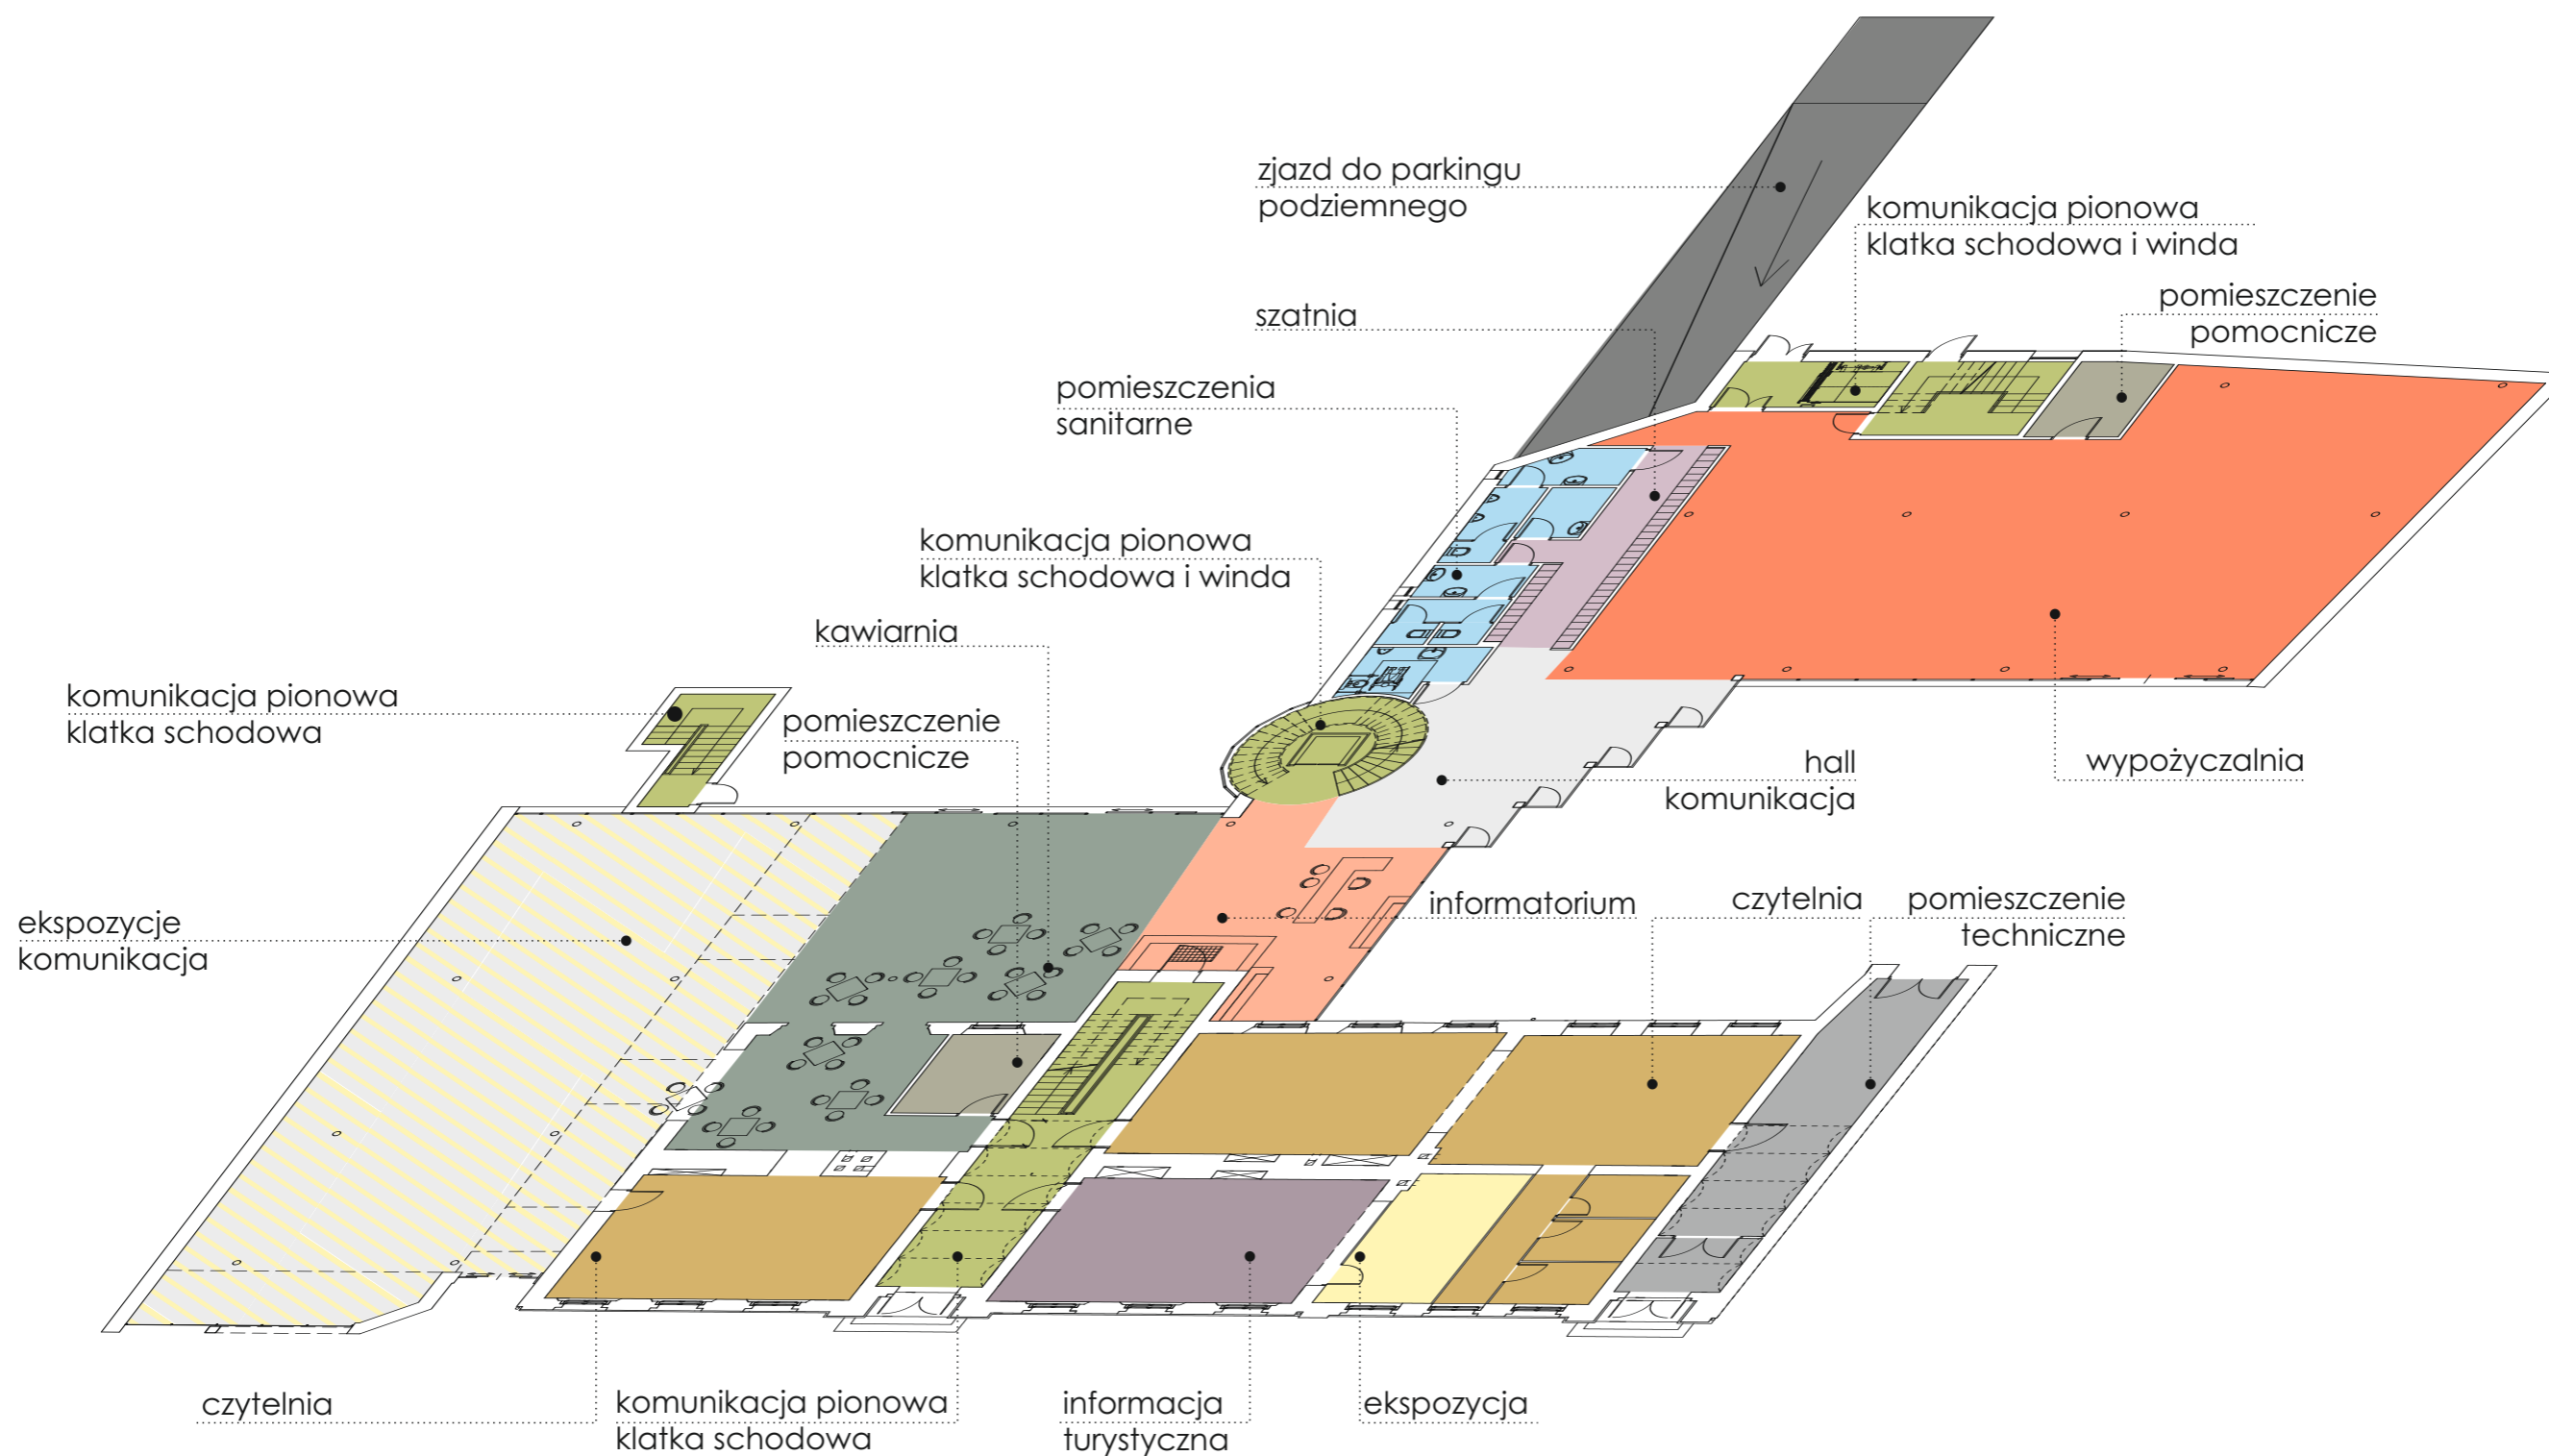 zjazd do parkingu
podziemnego
komunikacja pionowa
klatka schodowa i winda
szatnia
pomieszczenie
pomocnicze
pomieszczenia
sanitarne
komunikacja pionowa
klatka schodowa i winda
kawiarnia
komunikacja pionowa
klatka schodowa
pomieszczenie
pomocnicze
hall
komunikacja
wypożyczalnia
ekspozycje
komunikacja
informatorium
czytelnia
pomieszczenie
techniczne
czytelnia
komunikacja pionowa
klatka schodowa
informacja
turystyczna
ekspozycja